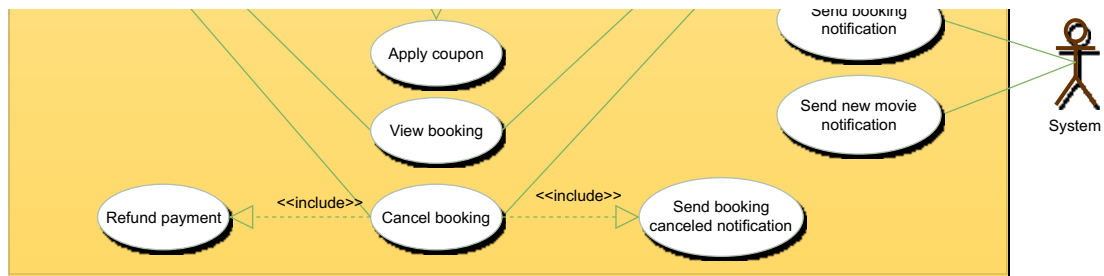 Send booking
notification
Apply coupon
Send new movie
notification
System
View booking
<<include>>
<<include>>
Refund payment
Cancel booking
Send booking
canceled notification